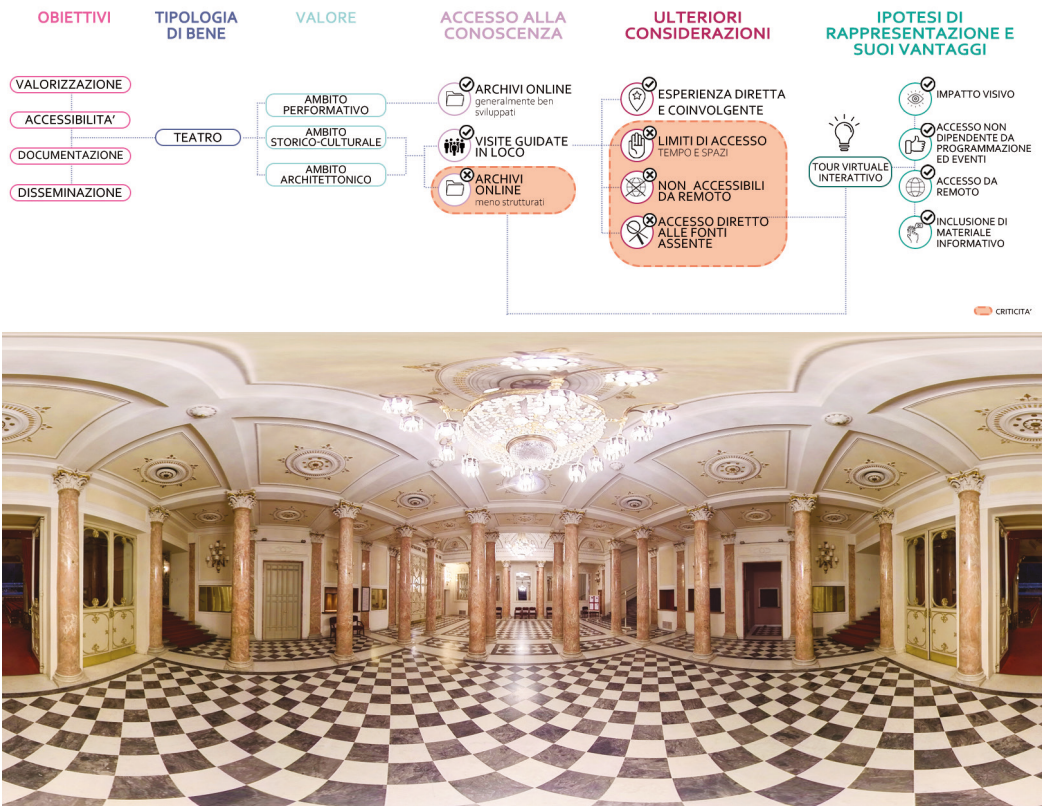 OBIETTIVI
TIPOLOGIA
DI BENE
VALORE
ACCESSO ALLA
CONOSCENZA
ULTERIORI
CONSIDERAZIONI
IPOTESI DI
RAPPRESENTAZIONE E
SUOI VANTAGGI
VALORIZZAZIONE
ACCESSIBILITA'
DOCUMENTAZIONE
DISSEMINAZIONE
TEATRO
AMBITO
PERFORMATIVO
AMBITO
STORICO-CULTURALE
AMBITO
ARCHITETTONICO
ARCHIVI ONLINE
generalmente ben
sviluppati
VISITE GUIDATE
IN LOCO
ARCHIVI
ONLINE
meno strutturati
ESPERIENZA DIRETTA
E COINVOLGENTE
LIMITI DI ACCESSO
TEMPO E SPAZI
NON ACCESSIBILI
DA REMOTO
ACCESSO DIRETTO
ALLE FONTI
ASSENTE
TOUR VIRTUALE
INTERATTIVO
IMPATTO VISIVO
ACCESSO NON
DIPENDENTE DA
PROGRAMMAZIONE
ED EVENTI
ACCESSO DA
REMOTO
INCLUSIONE DI
MATERIALE
INFORMATIVO
CRITICITA'